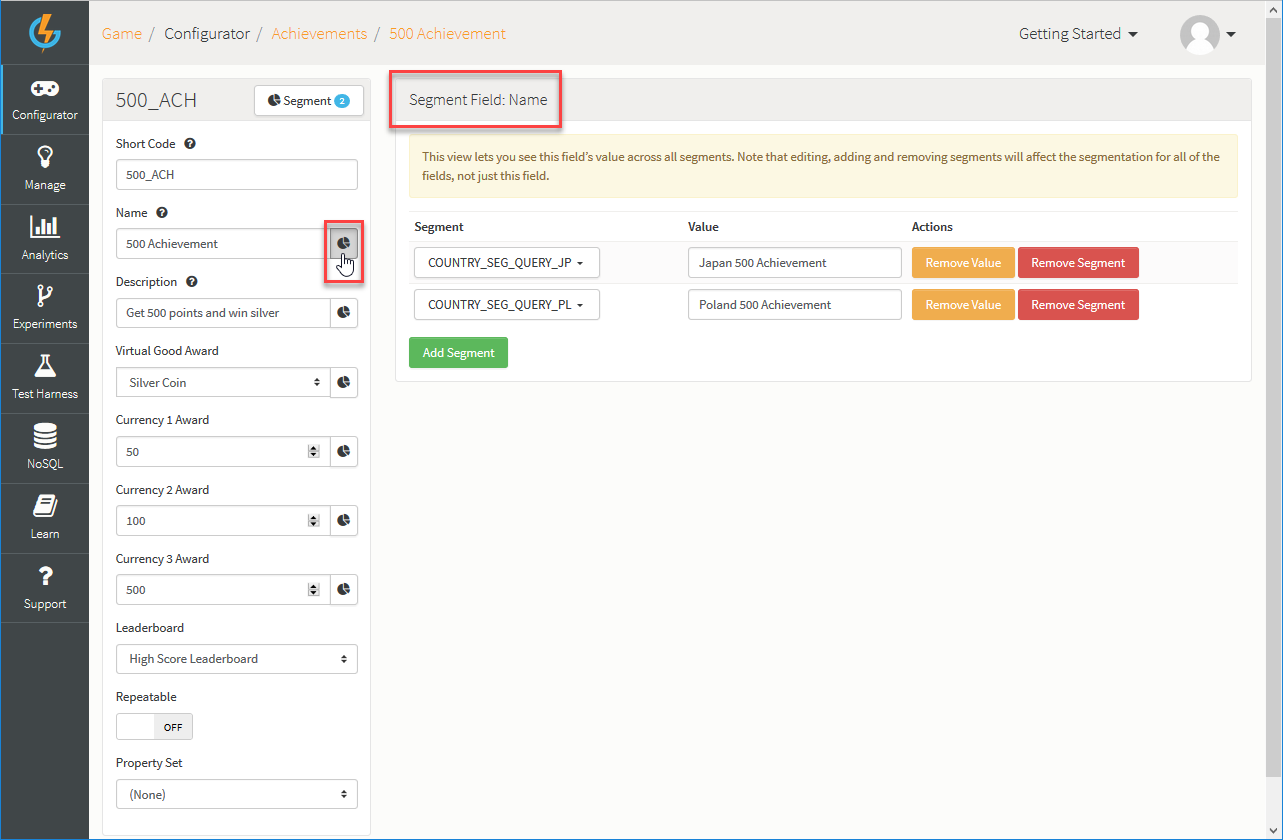 Game / Configurator / Achievements / 500 Achievement
Getting Started
Configurator
Manage
Analytics
Experiments
Test Harness
NoSQL
Learn
Support
500_ACH
Segment 2
Short Code
500_ACH
Name
500 Achievement
Description
Get 500 points and win silver
Virtual Good Award
Silver Coin
Currency 1 Award
50
Currency 2 Award
100
Currency 3 Award
500
Leaderboard
High Score Leaderboard
Repeatable
OFF
Property Set
(None)
Segment Field: Name
This view lets you see this field's value across all segments. Note that editing, adding and removing segments will affect the segmentation for all of the
fields, not just this field.
Segment Value Actions
COUNTRY_SEG_QUERY_JP Japan 500 Achievement Remove Value Remove Segment
COUNTRY_SEG_QUERY_PL Poland 500 Achievement Remove Value Remove Segment
Add Segment